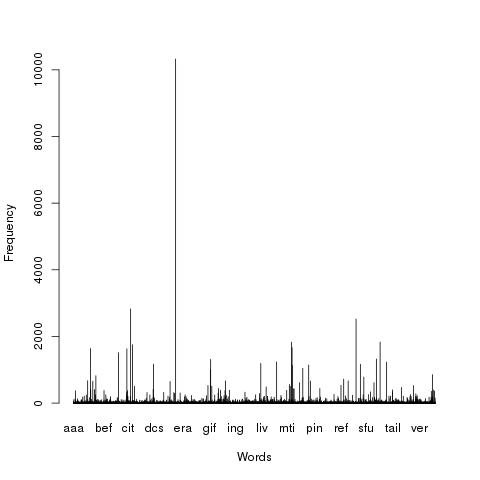 10000
8000
6000
4000
2000
0
Frequency
aaa bef cit dcs era gif ing liv mti pin ref sfu tail ver
Words